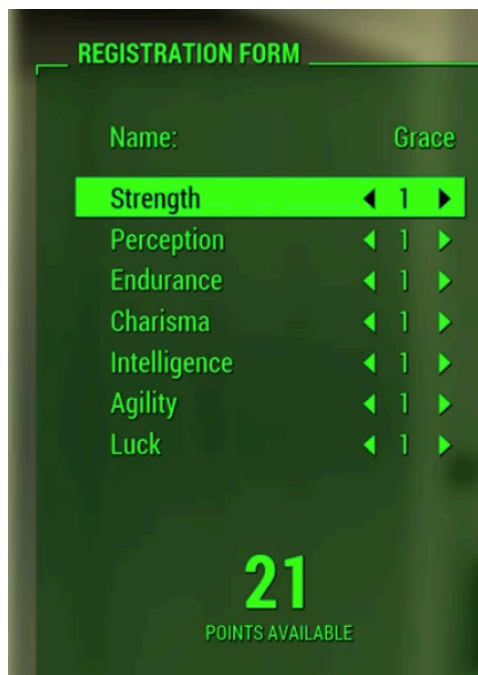 REGISTRATION FORM
Name: Grace
Strength 1
Perception 1
Endurance 1
Charisma 1
Intelligence 1
Agility 1
Luck 1
21
POINTS AVAILABLE